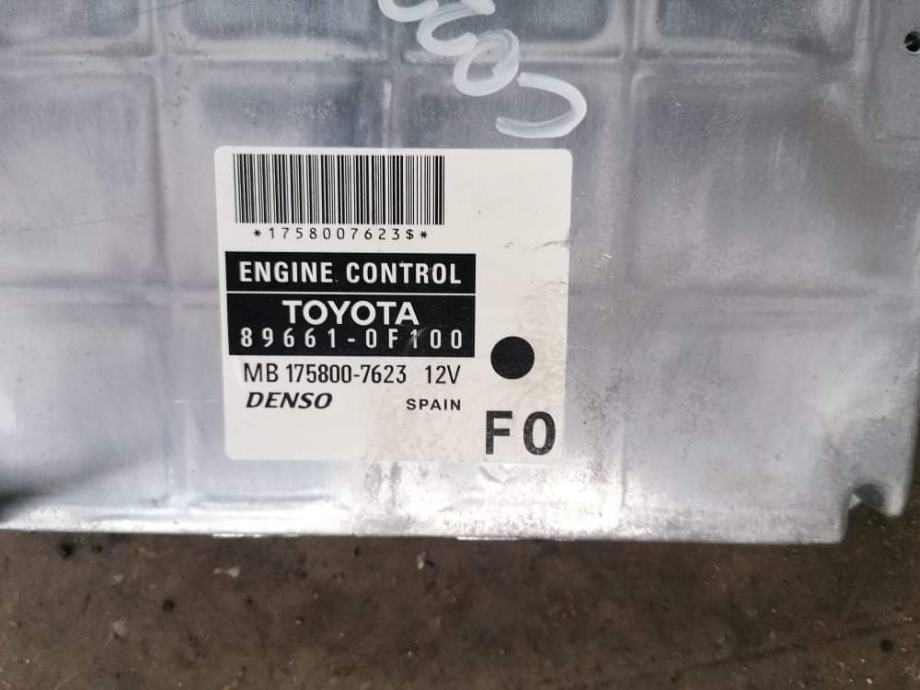 *1758007623$*
ENGINE CONTROL
TOYOTA
89661-0F100
MB 175800-7623 12V
DENSO SPAIN
F0